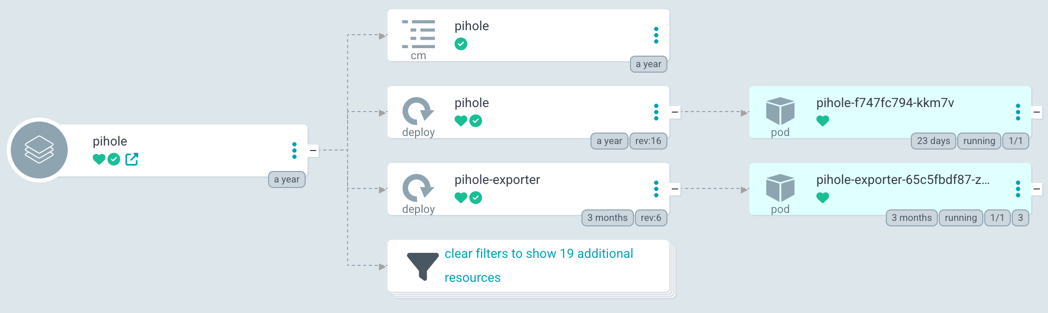 pihole
a year
pihole
cm
a year
pihole
deploy
a year rev:16
pihole-exporter
deploy
3 months rev:6
clear filters to show 19 additional
resources
pihole-f747fc794-kkm7v
pod
23 days running 1/1
pihole-exporter-65c5fbdf87-z...
pod
3 months running 1/1 3